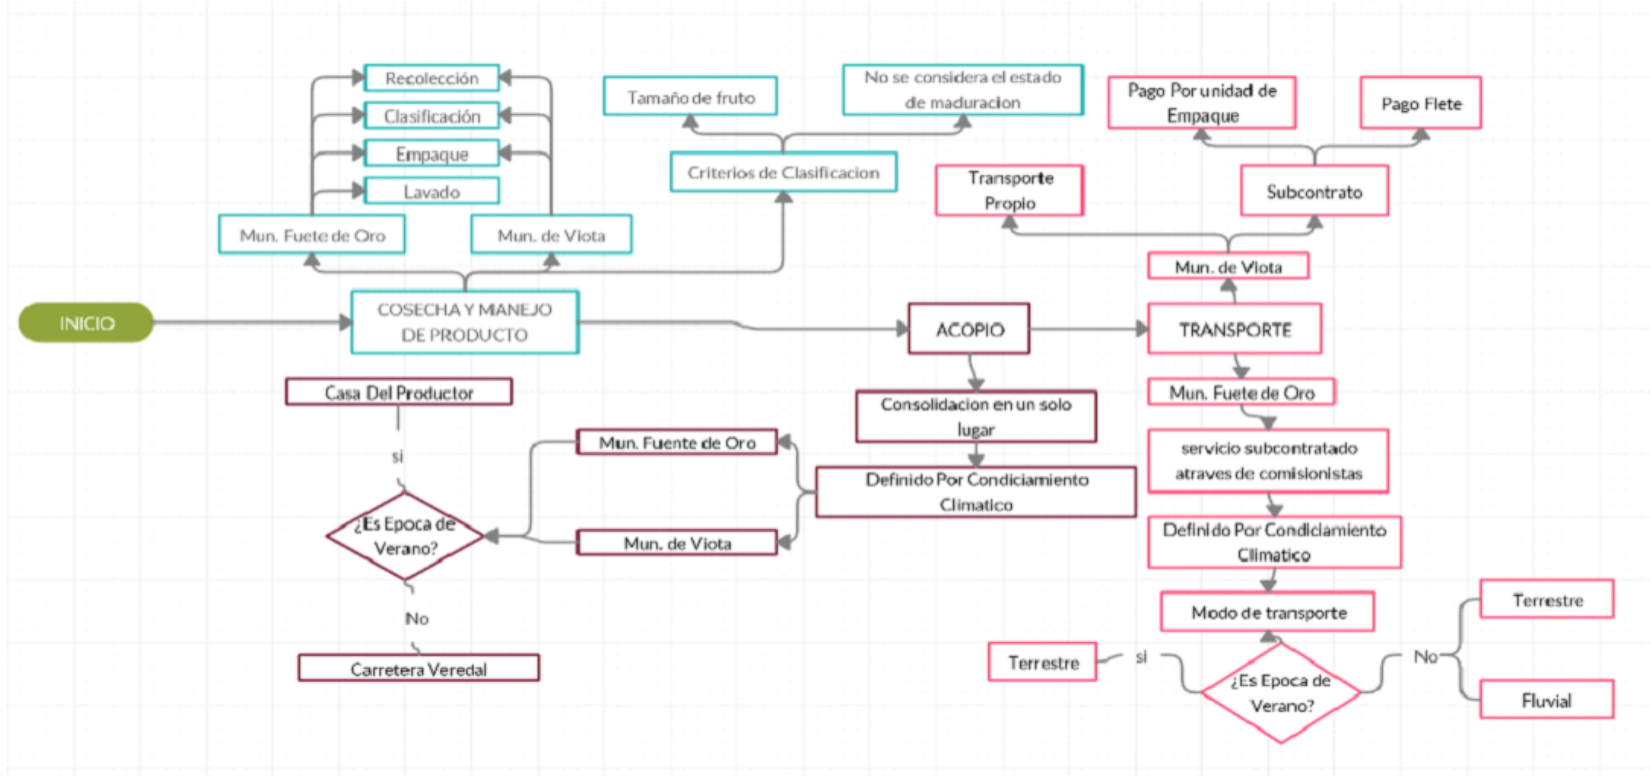 INICIO
COSECHA Y MANEJO
DE PRODUCTO
Mun. Fuete de Oro
Mun. de Viota
Recolección
Clasificación
Empaque
Lavado
Criterios de Clasificacion
Tamaño de fruto
No se considera el estado
de maduracion
ACOPIO
Consolidacion en un solo
lugar
Definido Por Condiciamiento
Climatico
Mun. Fuente de Oro
Mun. de Viota
¿Es Epoca de
Verano?
si
Casa Del Productor
No
Carretera Veredal
TRANSPORTE
Mun. de Viota
Transporte
Propio
Subcontrato
Pago Por unidad de
Empaque
Pago Flete
Mun. Fuete de Oro
servicio subcontratado
atraves de comisionistas
Definido Por Condiciamiento
Climatico
Modo de transporte
¿Es Epoca de
Verano?
si
Terrestre
No
Terrestre
Fluvial